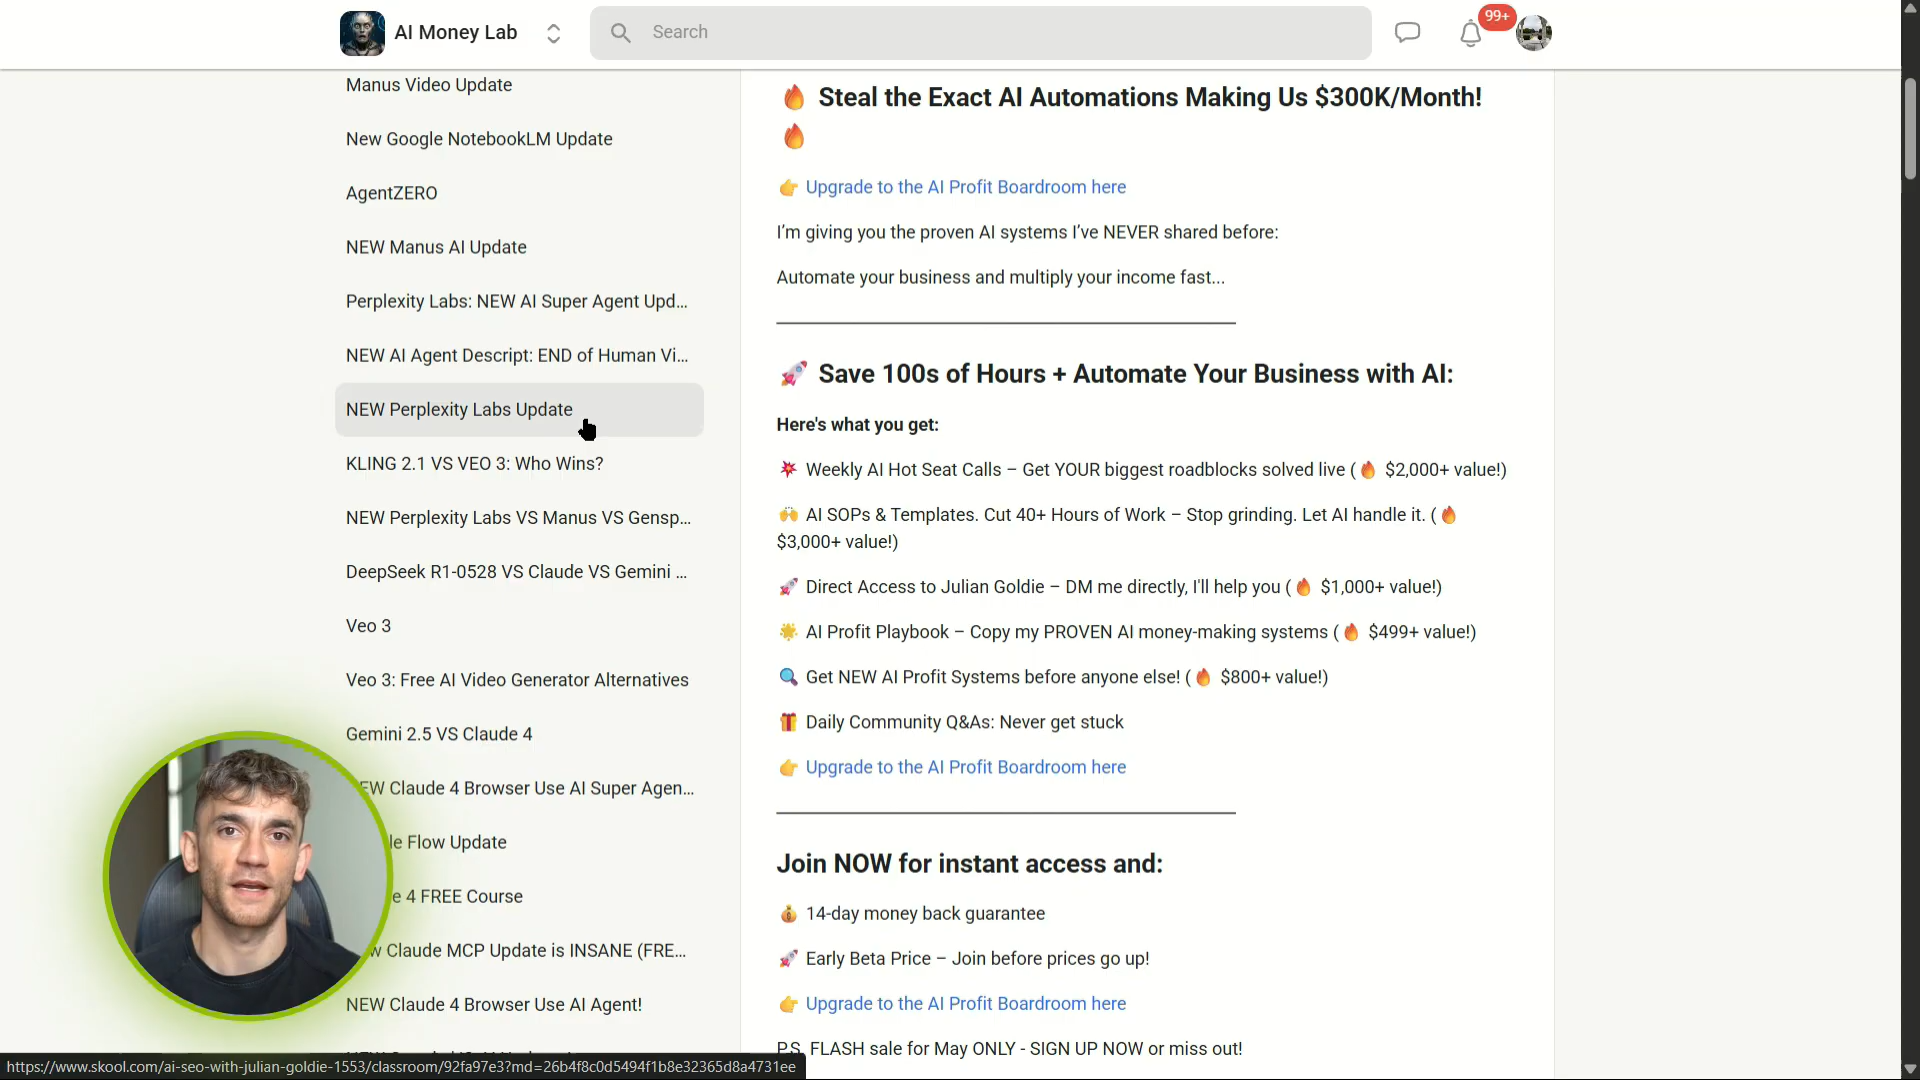 AI Money Lab
Search
99+
Manus Video Update
New Google NotebookLM Update
AgentZERO
NEW Manus AI Update
Perplexity Labs: NEW AI Super Agent Upd...
NEW AI Agent Descript: END of Human Vi...
NEW Perplexity Labs Update
KLING 2.1 VS VEO 3: Who Wins?
NEW Perplexity Labs VS Manus VS Gensp...
DeepSeek R1-0528 VS Claude VS Gemini ...
Veo 3
Veo 3: Free AI Video Generator Alternatives
Gemini 2.5 VS Claude 4
EW Claude 4 Browser Use AI Super Agen...
le Flow Update
e 4 FREE Course
w Claude MCP Update is INSANE (FRE...
NEW Claude 4 Browser Use AI Agent!
🔥 Steal the Exact AI Automations Making Us $300K/Month!
🔥
👉 Upgrade to the AI Profit Boardroom here
I’m giving you the proven AI systems I’ve NEVER shared before:
Automate your business and multiply your income fast...
🚀 Save 100s of Hours + Automate Your Business with AI:
Here's what you get:
💥 Weekly AI Hot Seat Calls – Get YOUR biggest roadblocks solved live (🔥 $2,000+ value!)
🙌 AI SOPs & Templates. Cut 40+ Hours of Work – Stop grinding. Let AI handle it. (🔥
$3,000+ value!)
🚀 Direct Access to Julian Goldie – DM me directly, I'll help you (🔥 $1,000+ value!)
🌟 AI Profit Playbook – Copy my PROVEN AI money-making systems (🔥 $499+ value!)
🔍 Get NEW AI Profit Systems before anyone else! (🔥 $800+ value!)
🎁 Daily Community Q&As: Never get stuck
👉 Upgrade to the AI Profit Boardroom here
Join NOW for instant access and:
💰 14-day money back guarantee
🚀 Early Beta Price – Join before prices go up!
👉 Upgrade to the AI Profit Boardroom here
P.S. FLASH sale for May ONLY - SIGN UP NOW or miss out!
https://www.skool.com/ai-seo-with-julian-goldie-1553/classroom/92fa97e3?md=26b4f8c0d5494f1b8e32365d8a4731ee